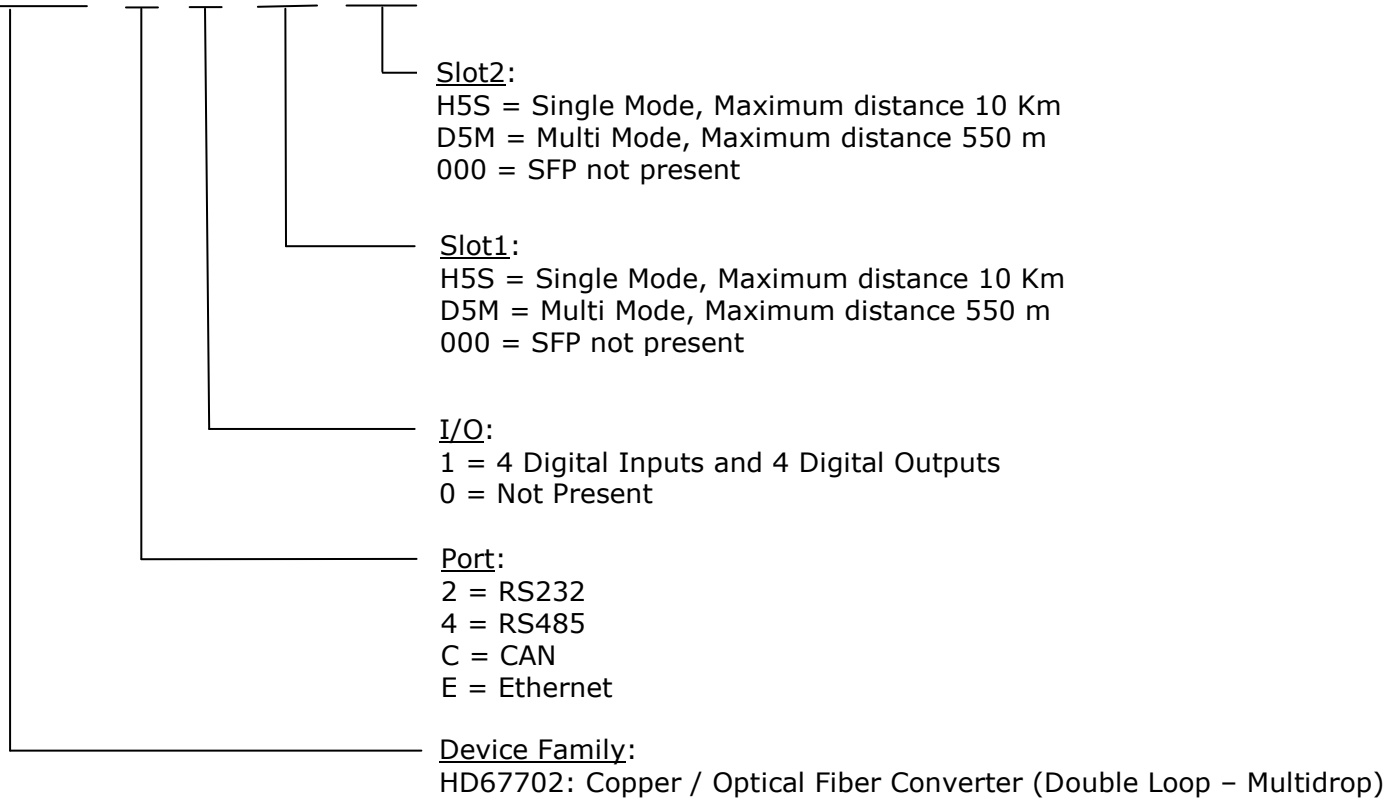 Slot2:
H5S = Single Mode, Maximum distance 10 Km
D5M = Multi Mode, Maximum distance 550 m
000 = SFP not present
Slot1:
H5S = Single Mode, Maximum distance 10 Km
D5M = Multi Mode, Maximum distance 550 m
000 = SFP not present
I/O:
1 = 4 Digital Inputs and 4 Digital Outputs
0 = Not Present
Port:
2 = RS232
4 = RS485
C = CAN
E = Ethernet
Device Family:
HD67702: Copper / Optical Fiber Converter (Double Loop – Multidrop)